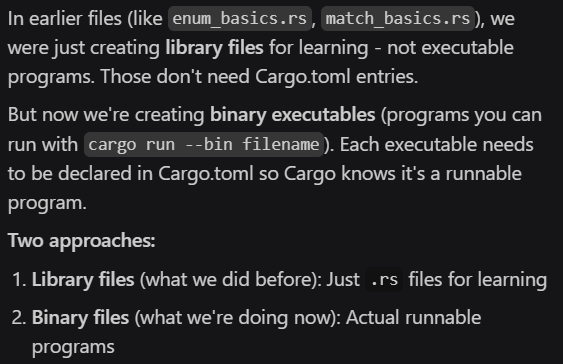 In earlier files (like enum_basics.rs, match_basics.rs), we
were just creating library files for learning - not executable
programs. Those don't need Cargo.toml entries.
But now we're creating binary executables (programs you can
run with cargo run --bin filename). Each executable needs
to be declared in Cargo.toml so Cargo knows it's a runnable
program.
Two approaches:
1. Library files (what we did before): Just .rs files for learning
2. Binary files (what we're doing now): Actual runnable
programs